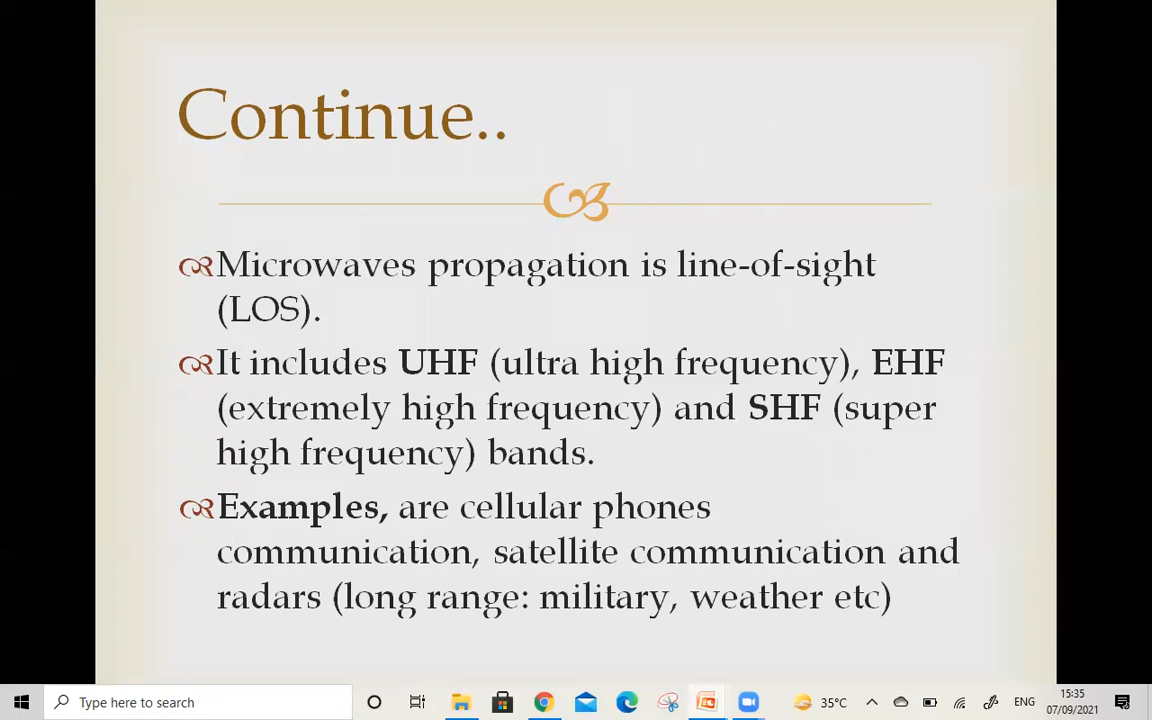 Continue..
Microwaves propagation is line-of-sight
(LOS).
It includes UHF (ultra high frequency), EHF
(extremely high frequency) and SHF (super
high frequency) bands.
Examples, are cellular phones
communication, satellite communication and
radars (long range: military, weather etc)
Type here to search
35°C
ENG
15:35
07/09/2021